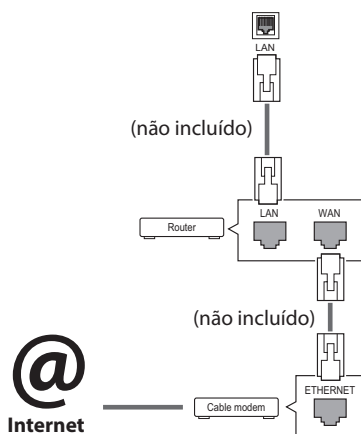 LAN
(não incluído)
LAN WAN
Router
(não incluído)
ETHERNET
@
Internet
Cable modem